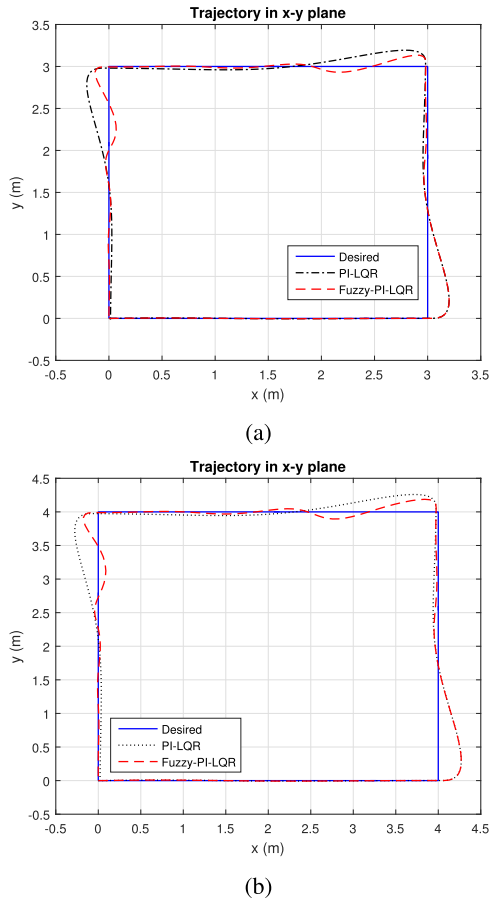 Trajectory in x-y plane
3.5
3
2.5
2
1.5
1
0.5
0
-0.5
y (m)
Desired
PI-LQR
Fuzzy-PI-LQR
-0.5 0 0.5 1 1.5 2 2.5 3 3.5
x (m)
(a)
Trajectory in x-y plane
4.5
4
3.5
3
2.5
2
1.5
1
0.5
0
-0.5
y (m)
Desired
PI-LQR
Fuzzy-PI-LQR
-0.5 0 0.5 1 1.5 2 2.5 3 3.5 4 4.5
x (m)
(b)